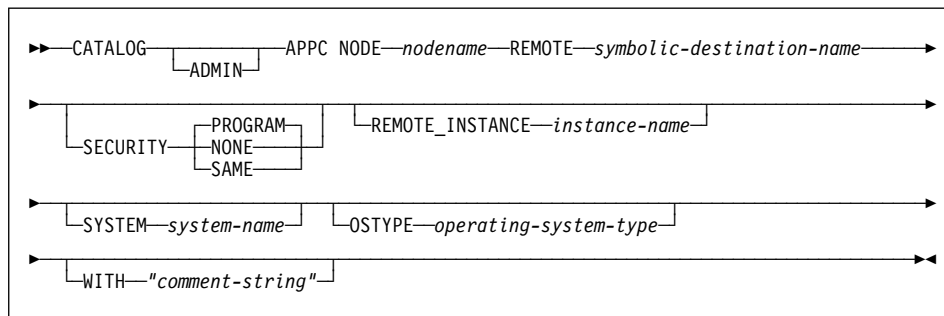 CATALOG APPC NODE nodename REMOTE symbolic-destination-name
ADMIN
PROGRAM
SECURITY NONE REMOTE_INSTANCE instance-name
SAME
SYSTEM system-name OSTYPE operating-system-type
WITH "comment-string"